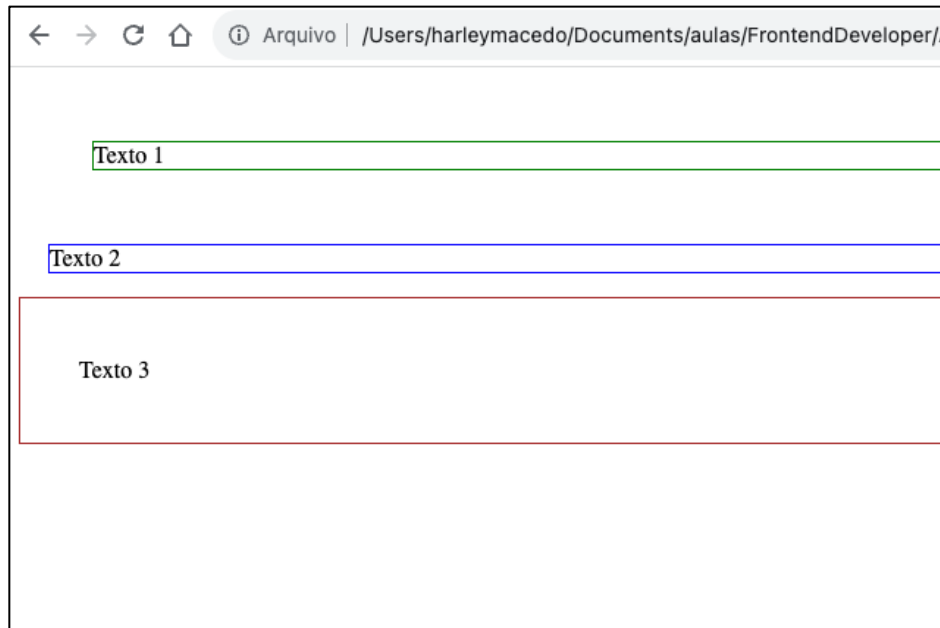 Arquivo /Users/harleymacedo/Documents/aulas/FrontendDeveloper/
Texto 1
Texto 2
Texto 3